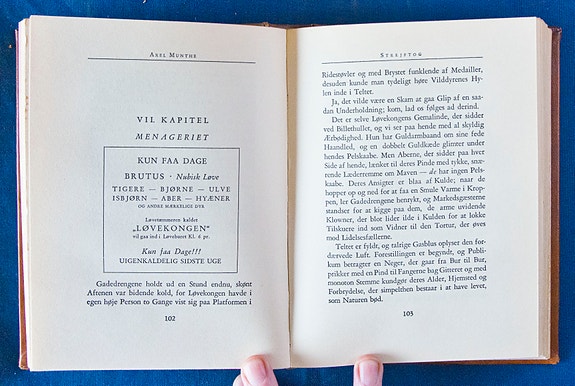 Axel Munthe
VII. KAPITEL
MENAGERIET
KUN FAA DAGE
BRUTUS · Nubisk Løve
TIGERE — BJØRNE — ULVE
ISBJØRN — ABER — HYÆNER
OG ANDRE MÆRKELIGE DYR
Løvetæmmeren kaldet
„LØVEKONGEN”
vil gaa ind i Løveburet Kl. 6 pr.
Kun faa Dage!!!
UIGENKALDELIG SIDSTE UGE
Gadedrengene holdt ud en Stund endnu, skønt
Aftenen var bidende kold, for Løvekongen havde i
egen høje Person to Gange vist sig paa Platformen i
102
Strejftog
Ridestøvler og med Brystet funklende af Medailler,
desuden kunde man tydeligt høre Vilddyrenes Hy-
len inde i Teltet.
Ja, det vilde være en Skam at gaa Glip af en saa-
dan Underholdning; kom, lad os følges ad derind.
Det er selve Løvekongens Gemalinde, der sidder
ved Billethullet, og vi ser paa hende med al skyldig
Ærbødighed. Hun har Guldarmbaand om sine fede
Haandled, og en dobbelt Guldkæde glimter under
hendes Pelskaabe. Men Aberne, der sidder paa hver
Side af hende, lænket til deres Pinde med tykke, snæ-
rende Læderremme om Maven — de har ingen Pels-
kaabe. Deres Ansigter er blaa af Kulde; naar de
hopper op og ned for at faa en Smule Varme i Krop-
pen, ler Gadedrengene henrykt, og Markedsgæsterne
standser for at kigge paa dem, de arme uvidende
Klowner, der blot lider ilde i Kulden for at lokke
Tilskuere ind som Vidner til den Tortur, der øves
mod Lidelsesfællerne.
Teltet er fyldt, og talrige Gasblus oplyser den for-
dærvede Luft. Forestillingen er begyndt, og Publi-
kum betragter en Neger, der gaar fra Bur til Bur,
prikker med en Pind til Fangerne bag Gitteret og med
monoton Stemme kundgør deres Alder, Hjemsted og
Forbrydelse, der simpelthen bestaar i at have levet,
som Naturen bød.
103